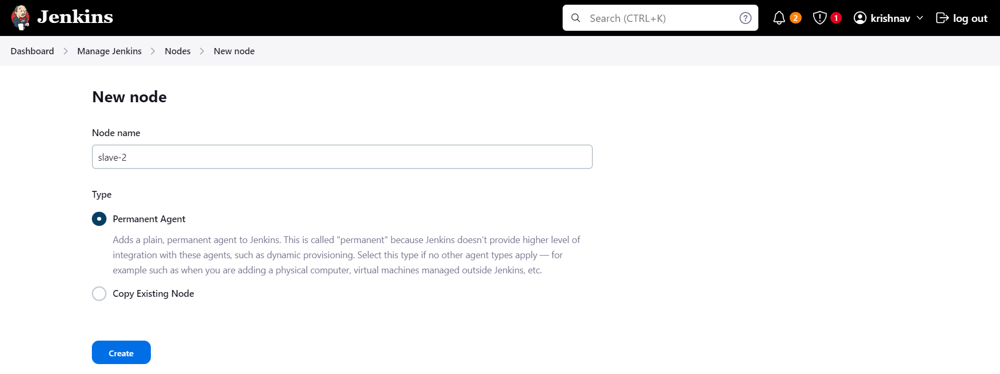 Jenkins
Search (CTRL+K)
?
2
1
krishnav
log out
Dashboard
Manage Jenkins
Nodes
New node
New node
Node name
slave-2
Type
Permanent Agent
Adds a plain, permanent agent to Jenkins. This is called "permanent" because Jenkins doesn’t provide higher level of
integration with these agents, such as dynamic provisioning. Select this type if no other agent types apply — for
example such as when you are adding a physical computer, virtual machines managed outside Jenkins, etc.
Copy Existing Node
Create